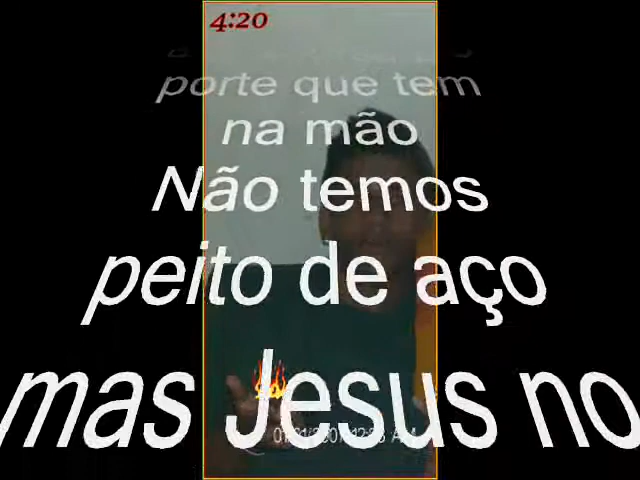 4:20
porte que tem
na mão
Não temos
peito de aço
mas Jesus no